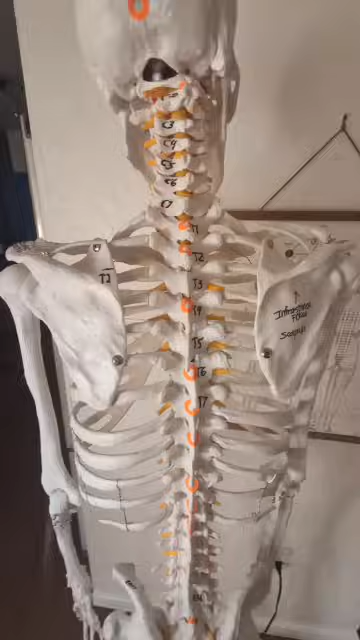 C3
C4
C5
C6
C7
T1
T2
T2
T3
T4
T5
T6
T7
Infraspinous
Fossa
Scapula